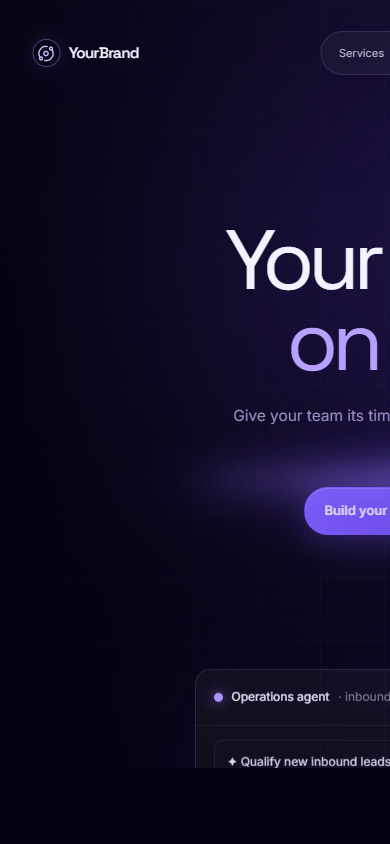 YourBrand
Services
Your
on
Give your team its tim
Build your
Operations agent · inbound
✦ Qualify new inbound leads